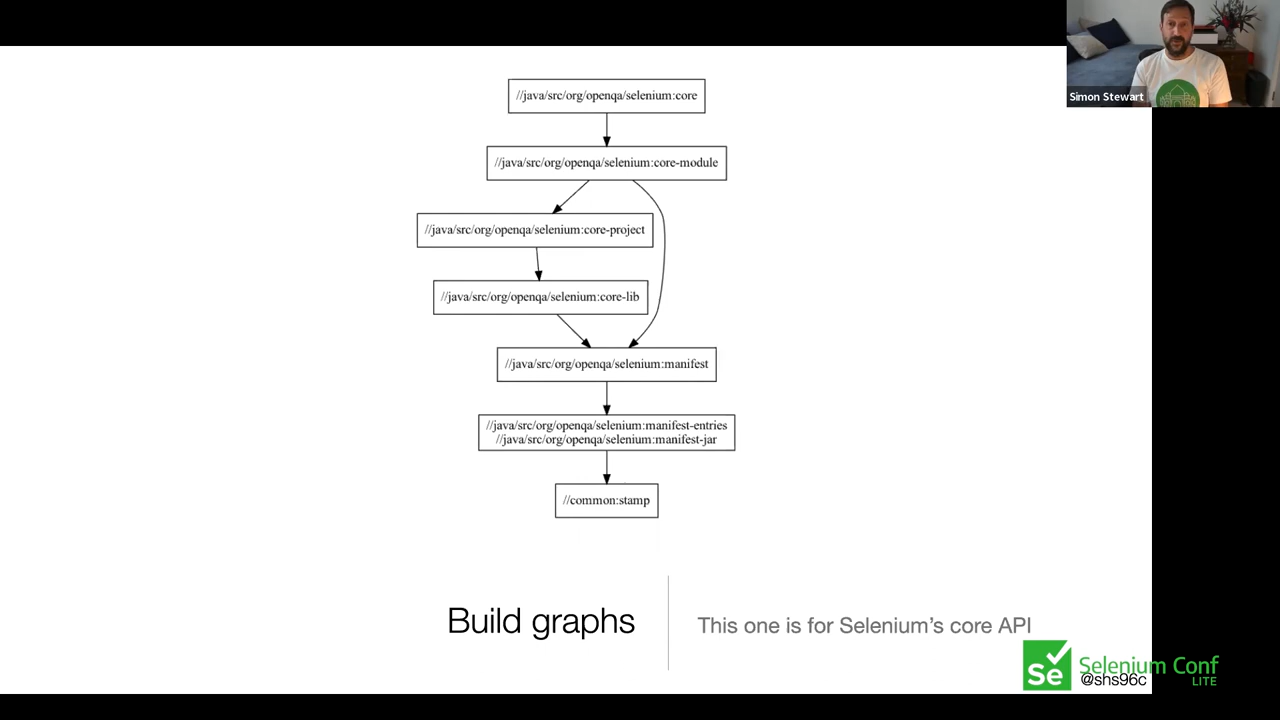 Simon Stewart
//java/src/org/openqa/selenium:core
//java/src/org/openqa/selenium:core-module
//java/src/org/openqa/selenium:core-project
//java/src/org/openqa/selenium:core-lib
//java/src/org/openqa/selenium:manifest
//java/src/org/openqa/selenium:manifest-entries
//java/src/org/openqa/selenium:manifest-jar
//common:stamp
Build graphs
This one is for Selenium’s core API
Se
Selenium Conf
LITE
@shs96c